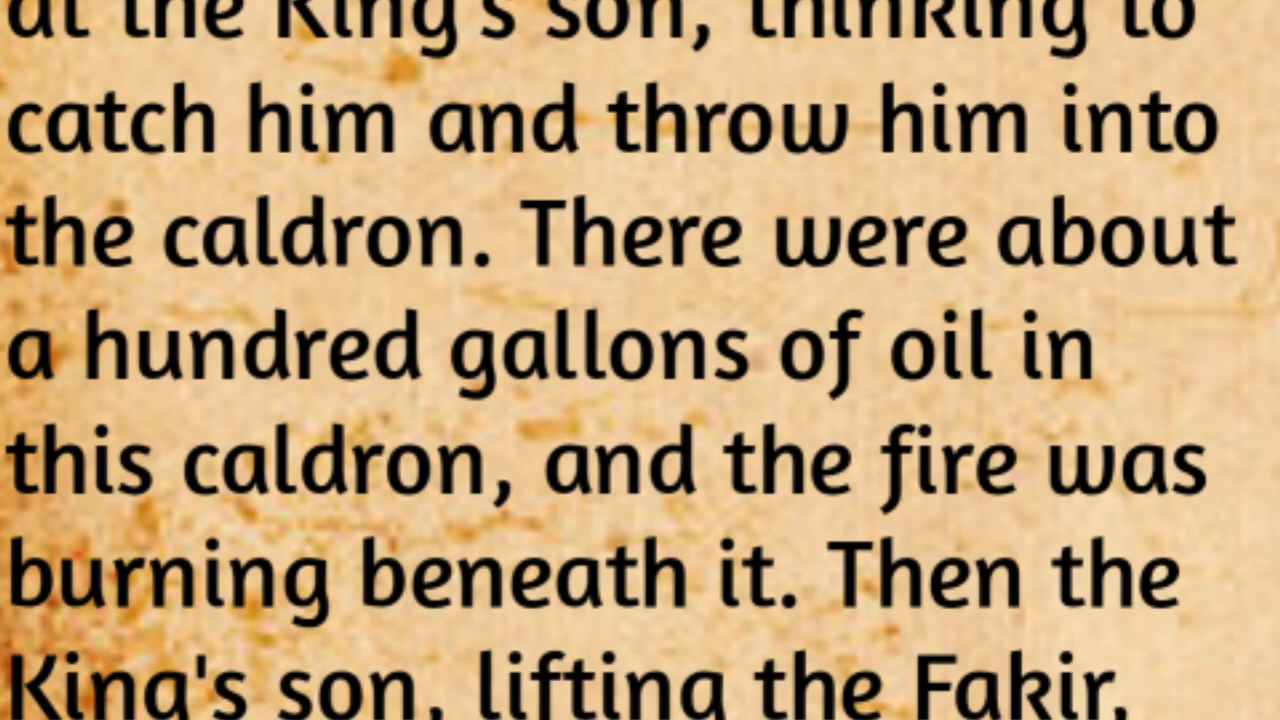 at the King's son, thinking to
catch him and throw him into
the caldron. There were about
a hundred gallons of oil in
this caldron, and the fire was
burning beneath it. Then the
King's son, lifting the Fakir,